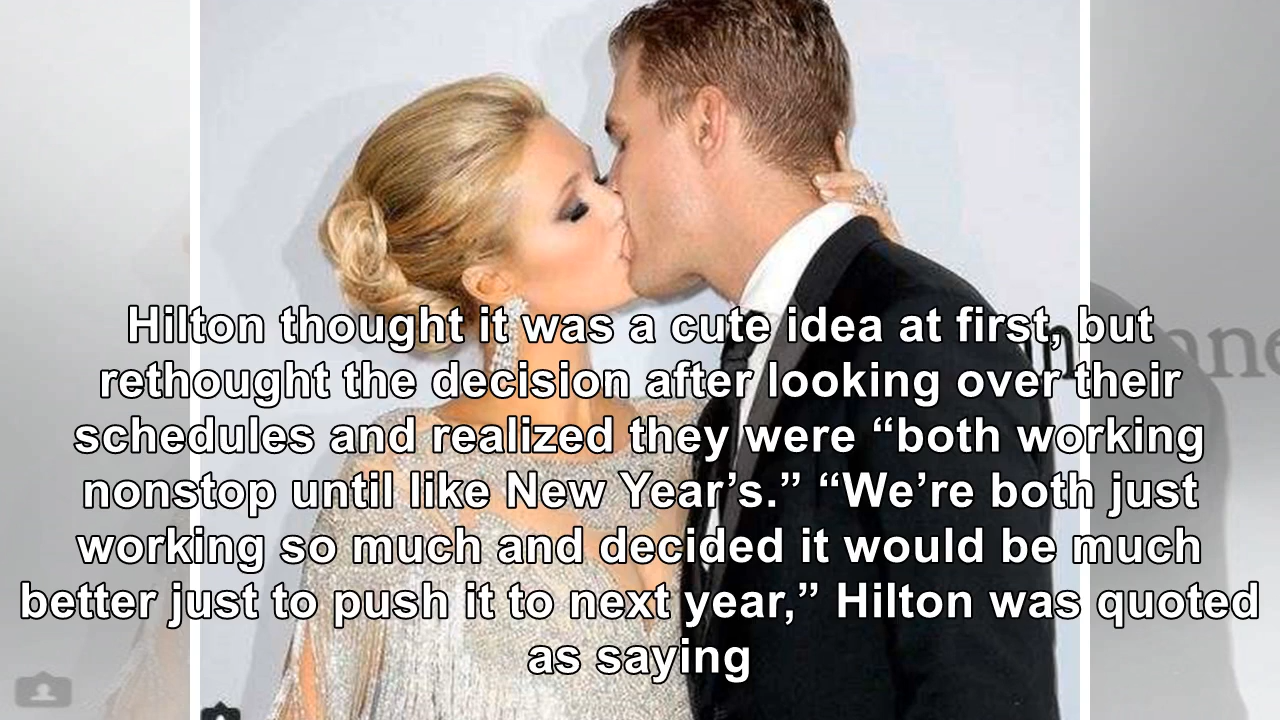 Hilton thought it was a cute idea at first, but
rethought the decision after looking over their
schedules and realized they were “both working
nonstop until like New Year’s.” “We’re both just
working so much and decided it would be much
better just to push it to next year,” Hilton was quoted
as saying